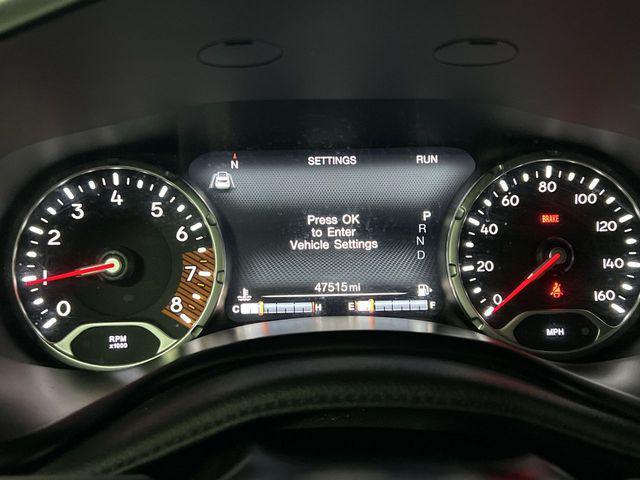 N SETTINGS RUN
Press OK
to Enter
Vehicle Settings
P
R
N
D
47515 mi
C H E F
0 1 2 3 4 5 6 7 8
RPM
x1000
0 20 40 60 80 100 120 140 160
BRAKE
MPH